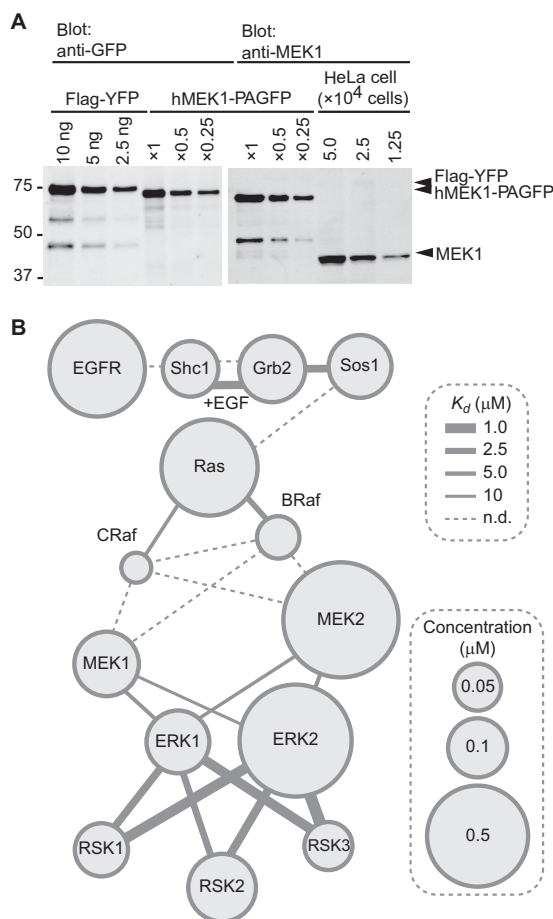 A
Blot:
anti-GFP
Blot:
anti-MEK1
Flag-YFP
hMEK1-PAGFP
HeLa cell
(×10⁴ cells)
10 ng
5 ng
2.5 ng
×1
×0.5
×0.25
×1
×0.5
×0.25
5.0
2.5
1.25
75
50
37
Flag-YFP
hMEK1-PAGFP
MEK1
B
EGFR
Shc1
Grb2
Sos1
+EGF
Ras
BRaf
CRaf
MEK2
MEK1
ERK1
ERK2
RSK1
RSK2
RSK3
K_d (μM)
1.0
2.5
5.0
10
n.d.
Concentration
(μM)
0.05
0.1
0.5